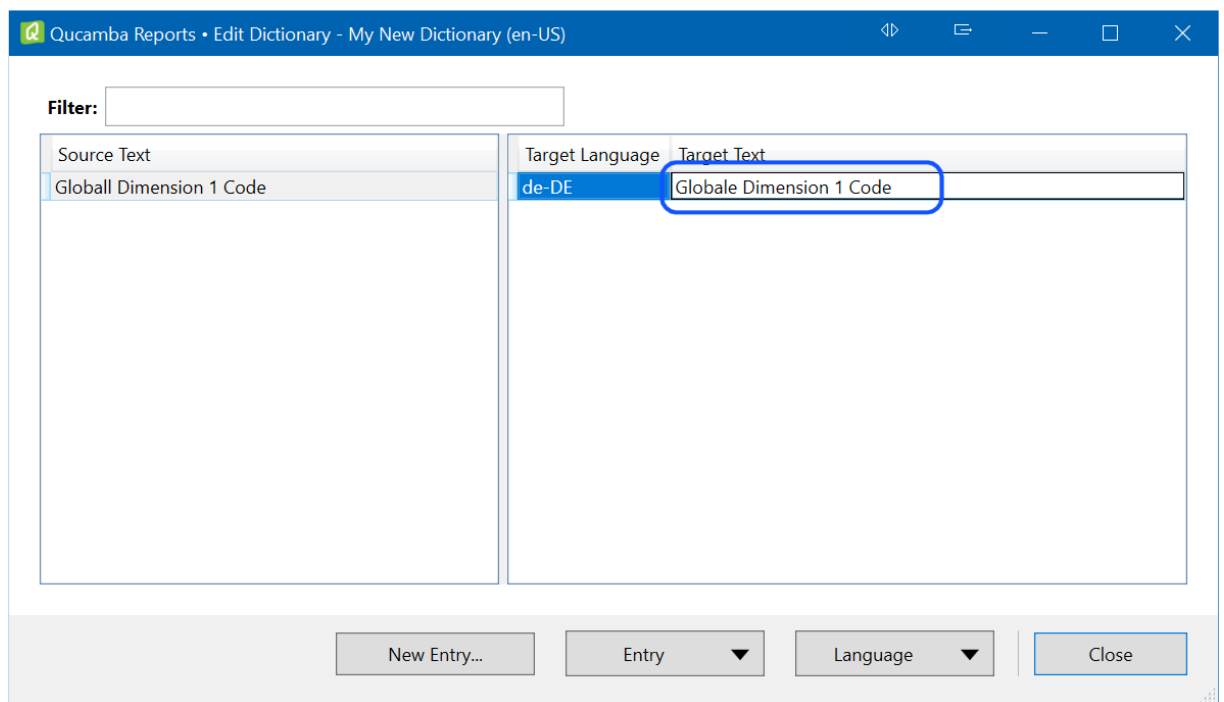 Qucamba Reports • Edit Dictionary - My New Dictionary (en-US)
Filter:
Source Text
Target Language
Target Text
Globall Dimension 1 Code
de-DE
Globale Dimension 1 Code
New Entry...
Entry
Language
Close